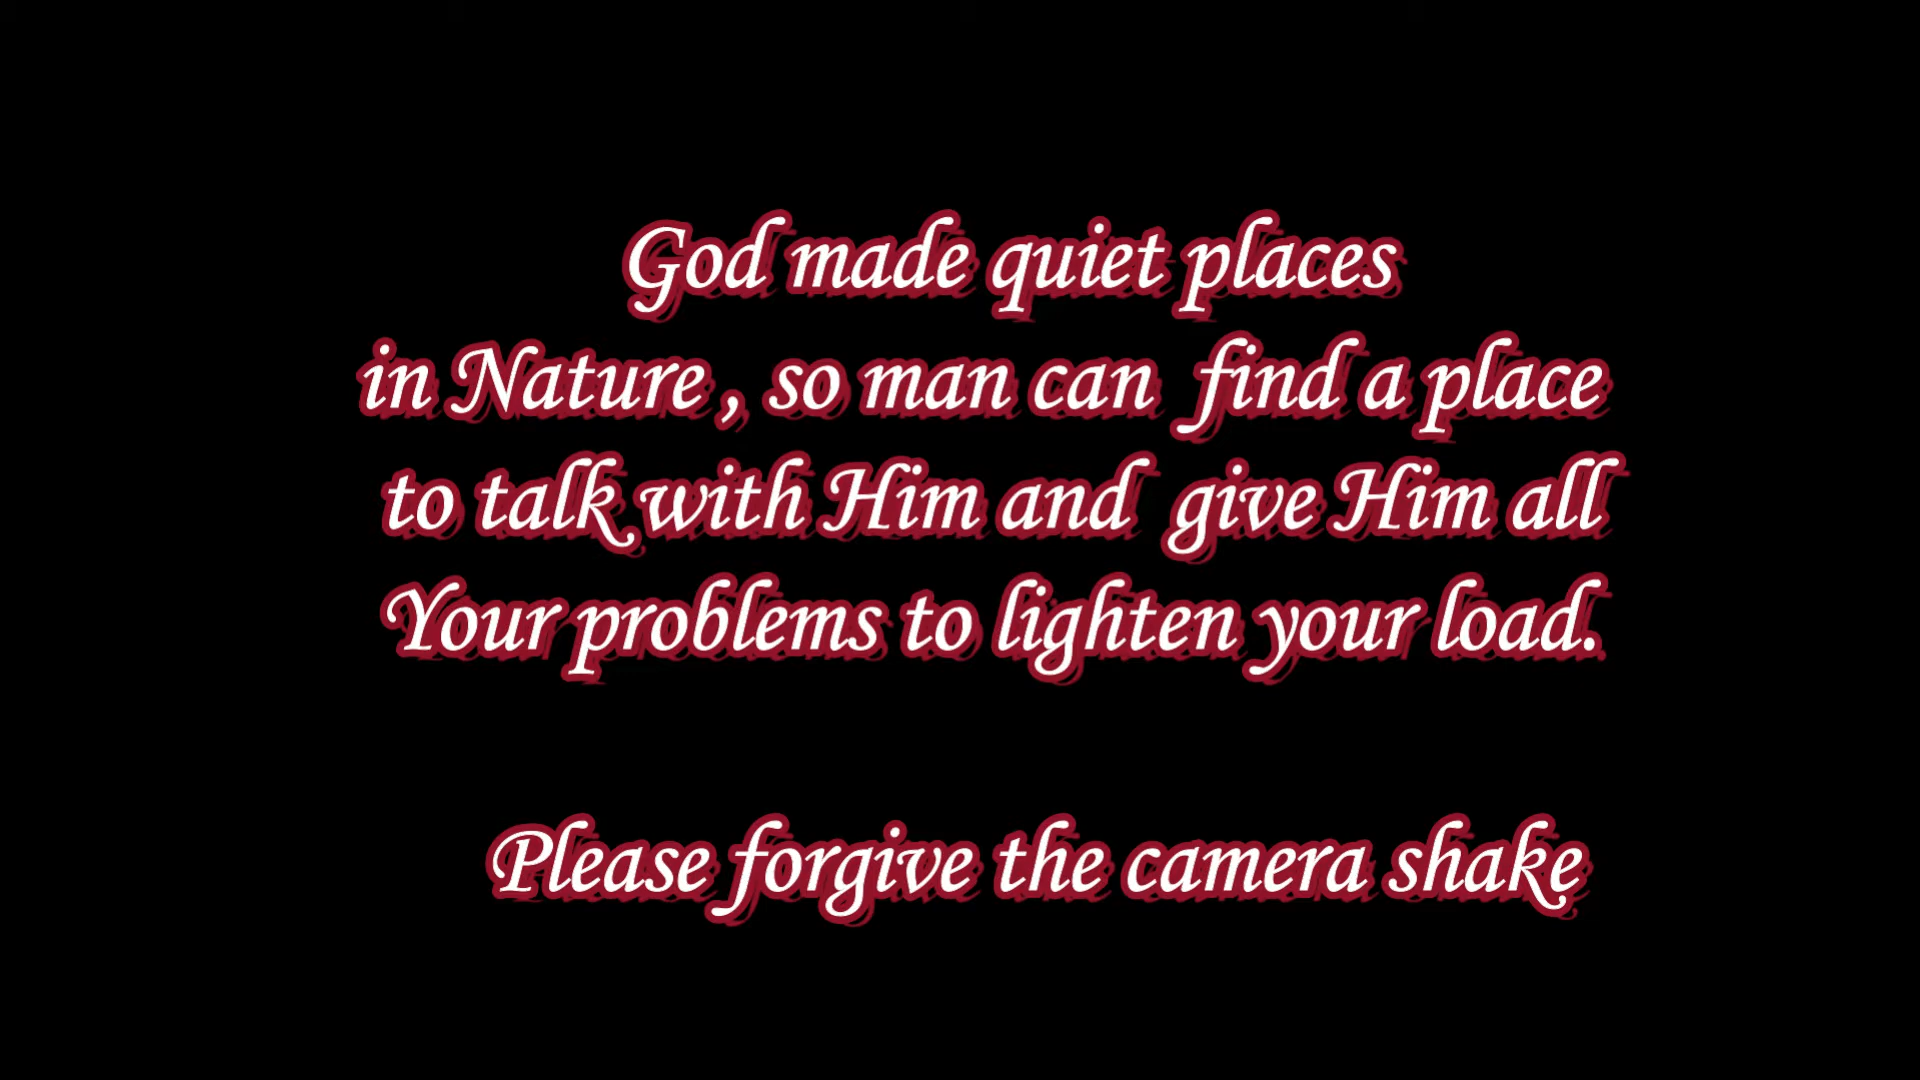 God made quiet places
in Nature , so man can find a place
to talk with Him and give Him all
Your problems to lighten your load.
Please forgive the camera shake